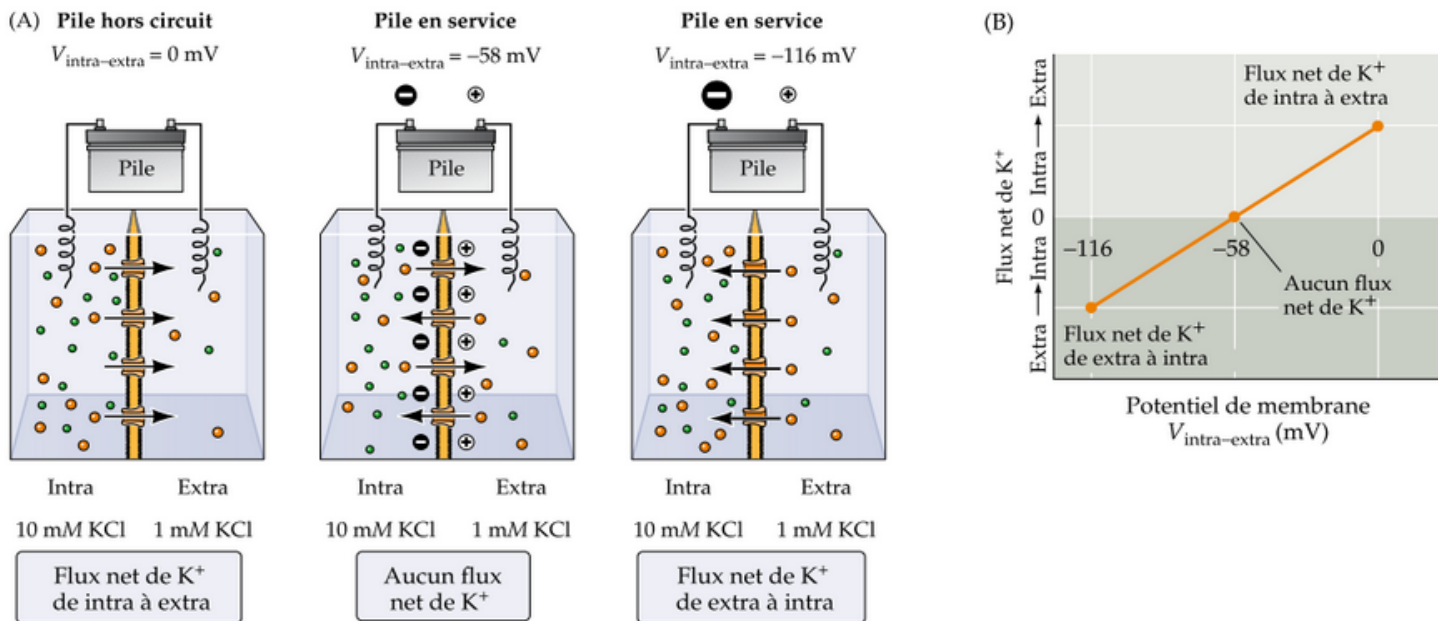 (A)
Pile hors circuit
V intra–extra = 0 mV
Pile
Intra
Extra
10 mM KCl
1 mM KCl
Flux net de K+
de intra à extra
Pile en service
V intra–extra = –58 mV
Pile
Intra
Extra
10 mM KCl
1 mM KCl
Aucun flux
net de K+
Pile en service
V intra–extra = –116 mV
Pile
Intra
Extra
10 mM KCl
1 mM KCl
Flux net de K+
de extra à intra
(B)
Flux net de K+
Extra → Intra 0 Intra → Extra
Flux net de K+
de intra à extra
–116
–58
0
Aucun flux
net de K+
Flux net de K+
de extra à intra
Potentiel de membrane
V intra–extra (mV)